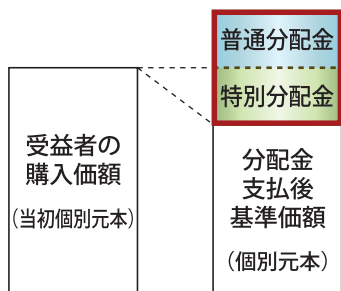 普通分配金
特別分配金
受益者の
購入価額
（当初個別元本）
分配金
支払後
基準価額
（個別元本）